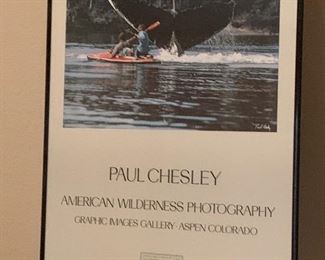 PAUL CHESLEY
AMERICAN WILDERNESS PHOTOGRAPHY
GRAPHIC IMAGES GALLERY · ASPEN COLORADO